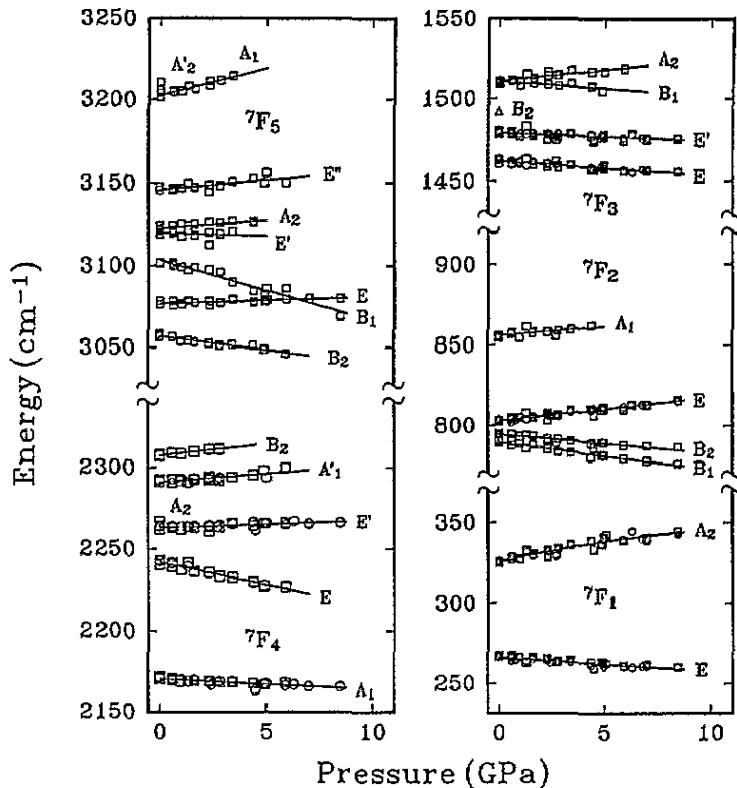 Energy (cm⁻¹)
3200
3150
3100
3050
2300
2250
2200
2150
A'₂
A₁
⁷F₅
E''
A₂
E'
E
B₁
B₂
B₂
A'₁
A₂
E'
E
⁷F₄
A₁
0
5
10
1500
1450
900
850
800
350
300
250
A₂
B₁
B₂
E'
E
⁷F₃
⁷F₂
A₁
E
B₂
B₁
A₂
⁷F₁
E
0
5
10
Pressure (GPa)